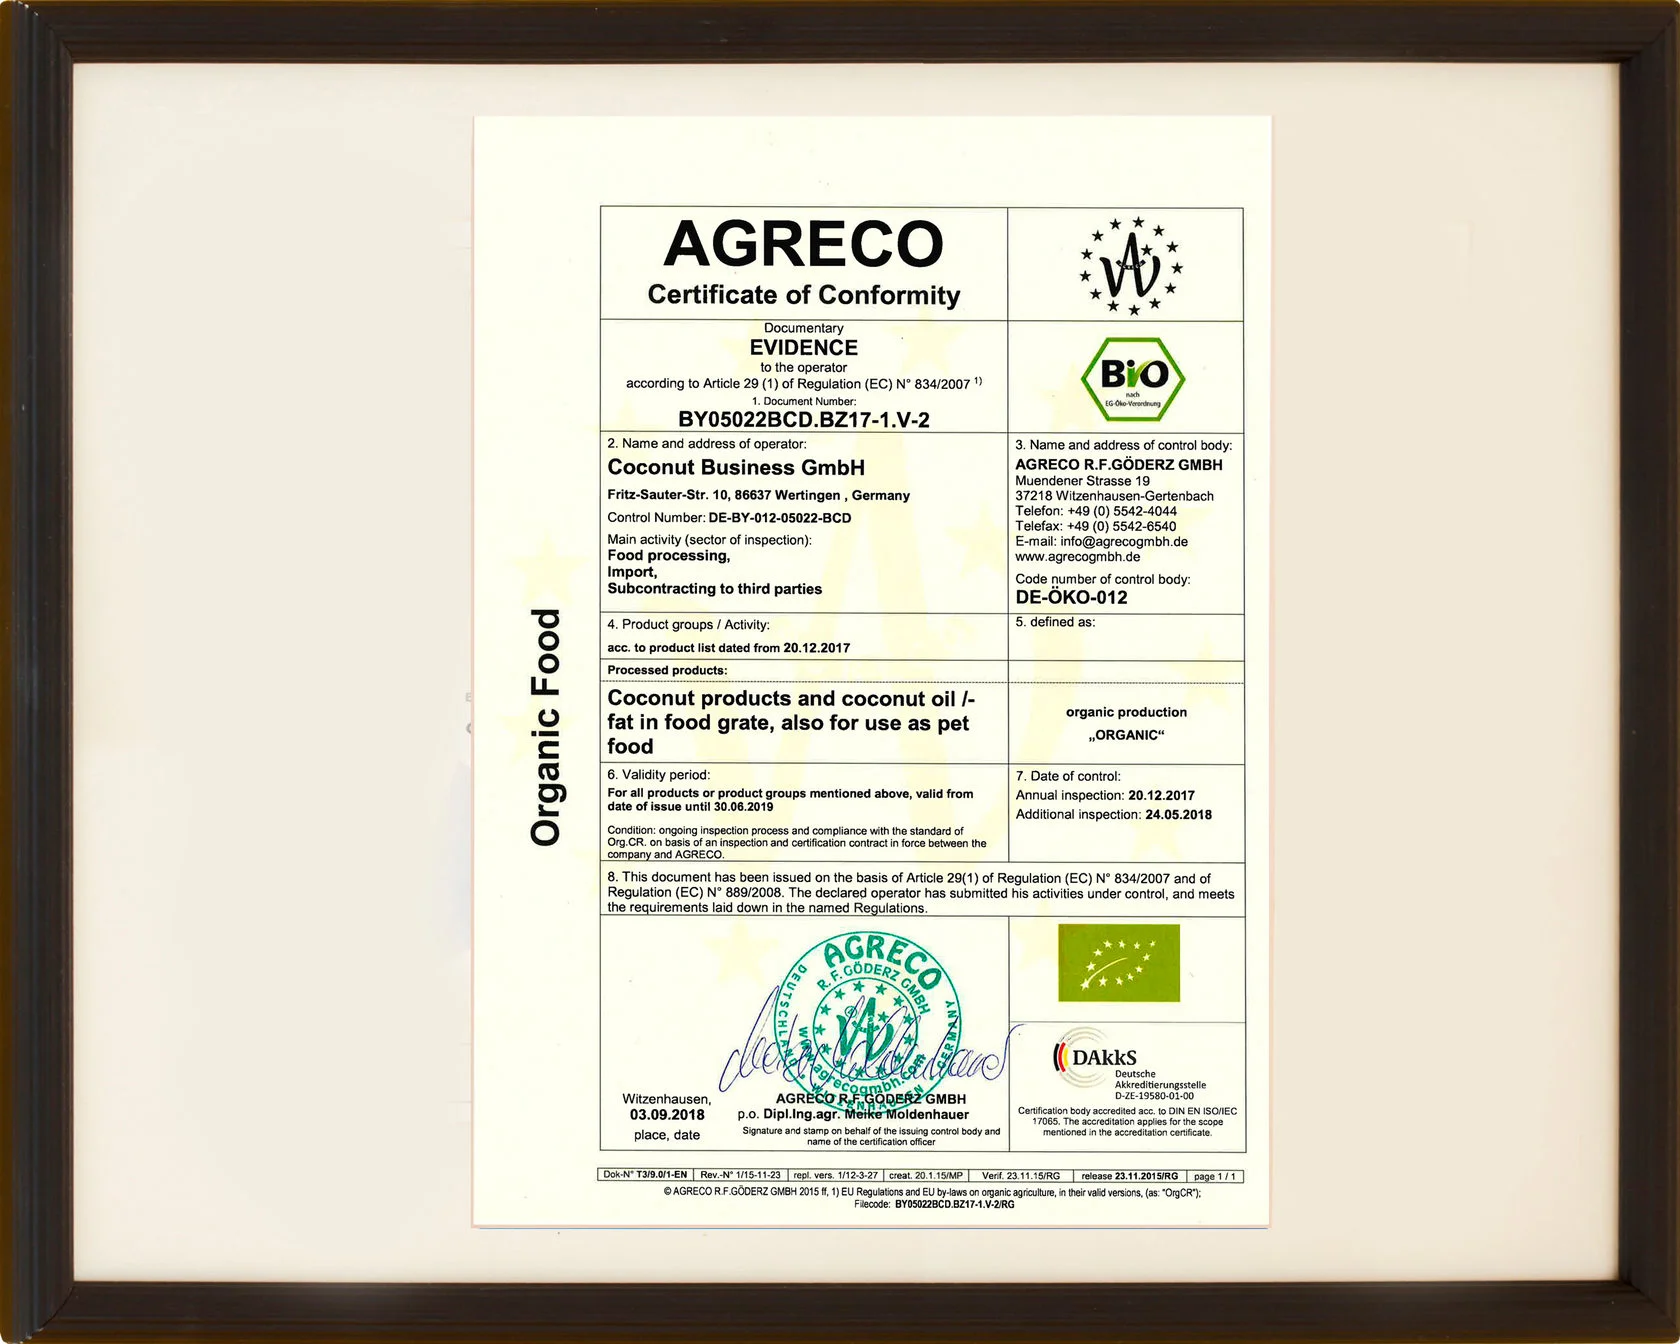 AGRECO
Certificate of Conformity
Documentary
EVIDENCE
to the operator
according to Article 29 (1) of Regulation (EC) N° 834/2007 1)
1. Document Number:
BY05022BCD.BZ17-1.V-2
BiO
nach
EG-Öko-Verordnung
2. Name and address of operator:
Coconut Business GmbH
Fritz-Sauter-Str. 10, 86637 Wertingen , Germany
Control Number: DE-BY-012-05022-BCD
Main activity (sector of inspection):
Food processing,
Import,
Subcontracting to third parties
3. Name and address of control body:
AGRECO R.F.GÖDERZ GMBH
Muendener Strasse 19
37218 Witzenhausen-Gertenbach
Telefon: +49 (0) 5542-4044
Telefax: +49 (0) 5542-6540
E-mail: info@agrecogmbh.de
www.agrecogmbh.de
Code number of control body:
DE-ÖKO-012
4. Product groups / Activity:
acc. to product list dated from 20.12.2017
5. defined as:
Processed products:
Coconut products and coconut oil /-
fat in food grate, also for use as pet
food
organic production
„ORGANIC“
6. Validity period:
For all products or product groups mentioned above, valid from
date of issue until 30.06.2019
Condition: ongoing inspection process and compliance with the standard of
Org.CR. on basis of an inspection and certification contract in force between the
company and AGRECO.
7. Date of control:
Annual inspection: 20.12.2017
Additional inspection: 24.05.2018
8. This document has been issued on the basis of Article 29(1) of Regulation (EC) N° 834/2007 and of
Regulation (EC) N° 889/2008. The declared operator has submitted his activities under control, and meets
the requirements laid down in the named Regulations.
Organic Food
AGRECO
R.F.GÖDERZ GMBH
DEUTSCHLAND
GERMANY
www.agrecogmbh.com
WITZENHAUSEN
Witzenhausen,
03.09.2018
place, date
AGRECO R.F.GÖDERZ GMBH
p.o. Dipl.Ing.agr. Meike Moldenhauer
Signature and stamp on behalf of the issuing control body and
name of the certification officer
DAkkS
Deutsche
Akkreditierungsstelle
D-ZE-19580-01-00
Certification body accredited acc. to DIN EN ISO/IEC
17065. The accreditation applies for the scope
mentioned in the accreditation certificate.
Dok-N° T3/9.0/1-EN Rev.-N° 1/15-11-23 repl. vers. 1/12-3-27 creat. 20.1.15/MP Verif. 23.11.15/RG release 23.11.2015/RG page 1 / 1
© AGRECO R.F.GÖDERZ GMBH 2015 ff, 1) EU Regulations and EU by-laws on organic agriculture, in their valid versions, (as: "OrgCR");
Filecode: BY05022BCD.BZ17-1.V-2/RG